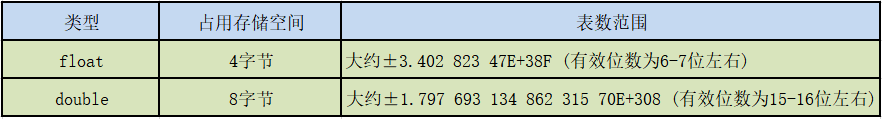 类型 占用存储空间 表数范围
float 4字节 大约±3.402 823 47E+38F (有效位数为6-7位左右)
double 8字节 大约±1.797 693 134 862 315 70E+308 (有效位数为15-16位左右)